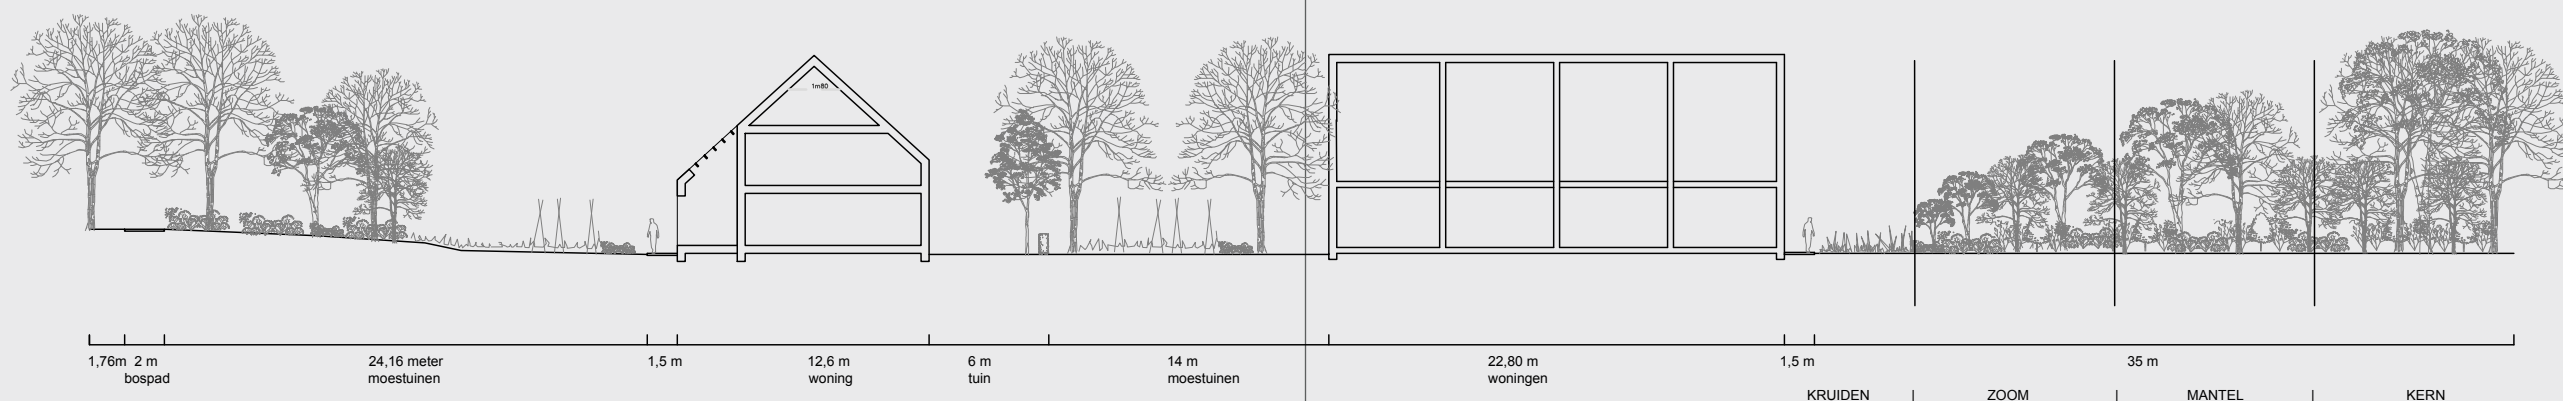 1m80
1,76m 2 m 24,16 meter 1,5 m 12,6 m 6 m 14 m 22,80 m 1,5 m 35 m
bospad moestuinen woning tuin moestuinen woningen
KRUIDEN | ZOOM | MANTEL | KERN